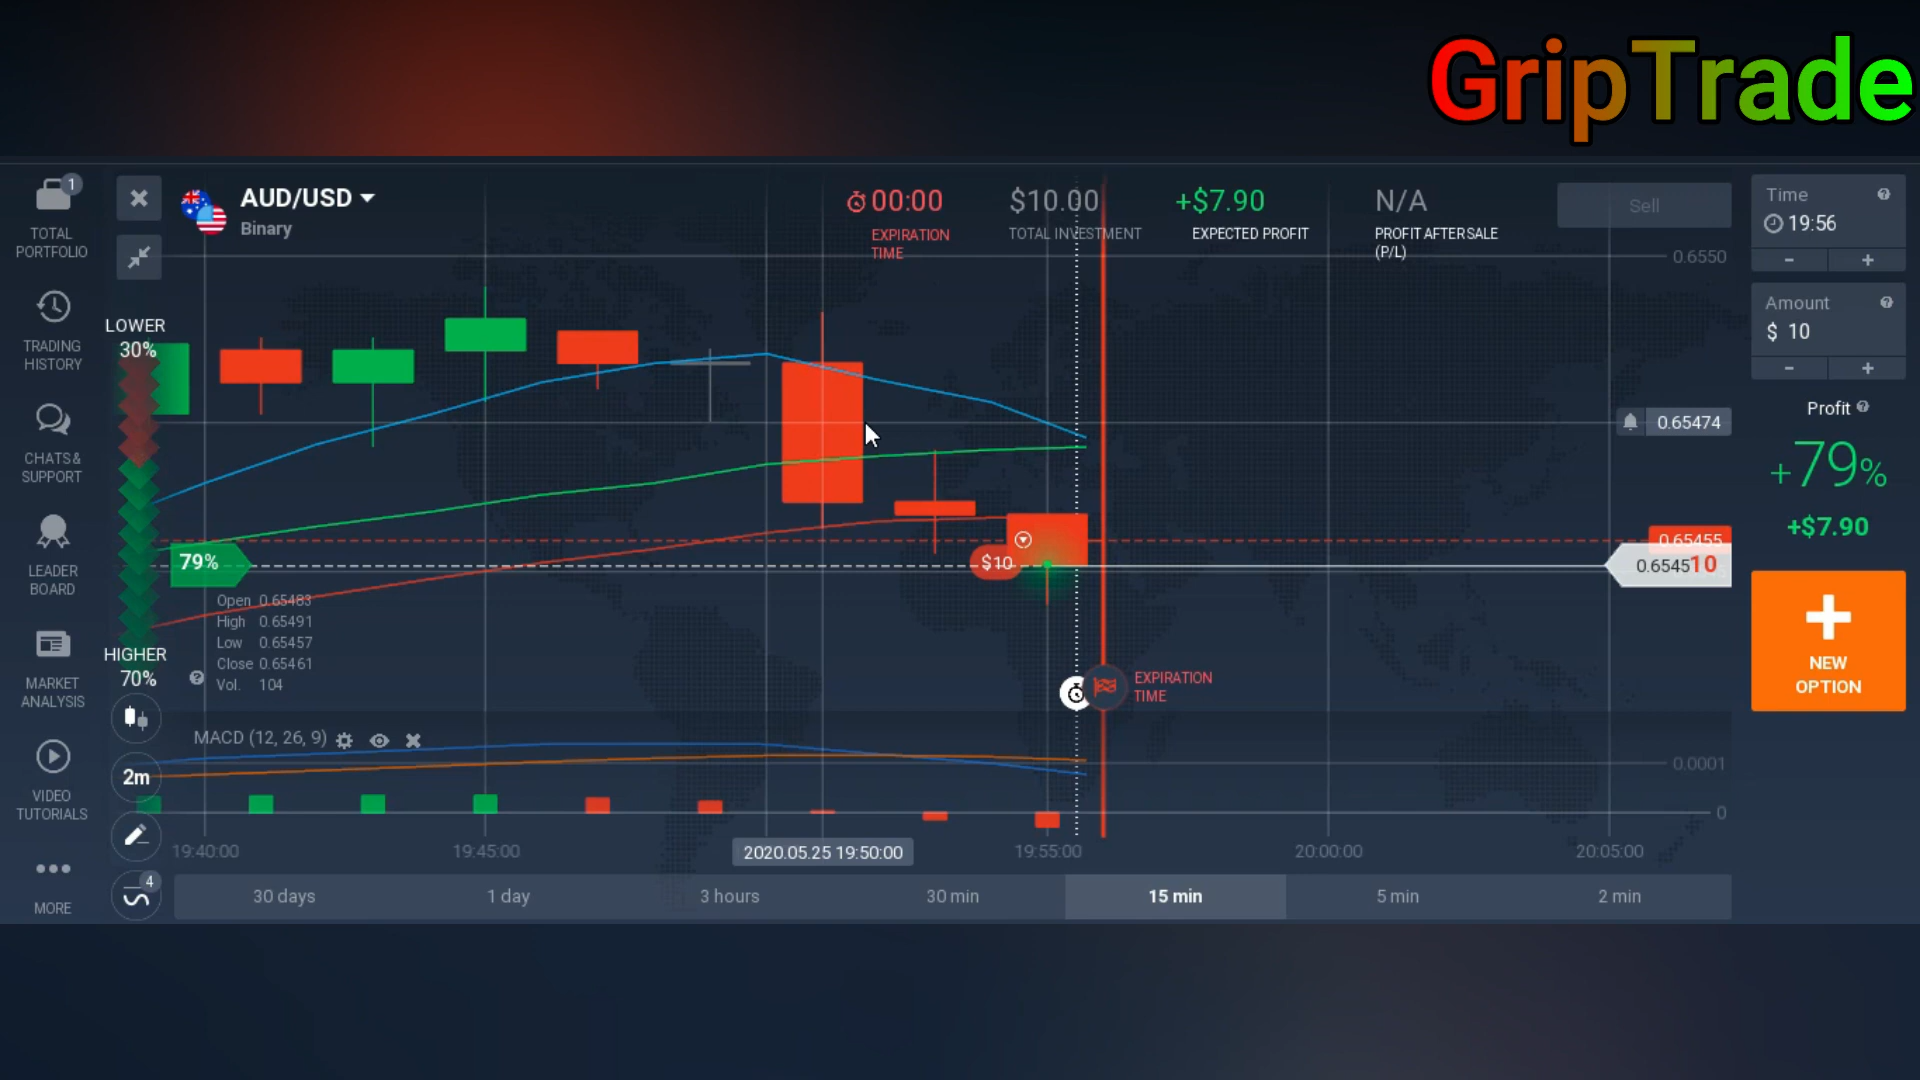 GripTrade
1
TOTAL
PORTFOLIO
TRADING
HISTORY
CHATS &
SUPPORT
LEADER
BOARD
MARKET
ANALYSIS
VIDEO
TUTORIALS
MORE
AUD/USD
Binary
00:00
EXPIRATION
TIME
$10.00
TOTAL INVESTMENT
+$7.90
EXPECTED PROFIT
N/A
PROFIT AFTER SALE
(P/L)
Sell
0.6550
LOWER
30%
79%
HIGHER
70%
$10
0.65474
0.65455
0.654510
Open 0.65483
High 0.65491
Low 0.65457
Close 0.65461
Vol. 104
EXPIRATION
TIME
MACD (12, 26, 9)
0.0001
0
2m
4
19:40:00
19:45:00
2020.05.25 19:50:00
19:55:00
20:00:00
20:05:00
30 days
1 day
3 hours
30 min
15 min
5 min
2 min
Time
19:56
- +
Amount
$ 10
- +
Profit
+79%
+$7.90
NEW
OPTION